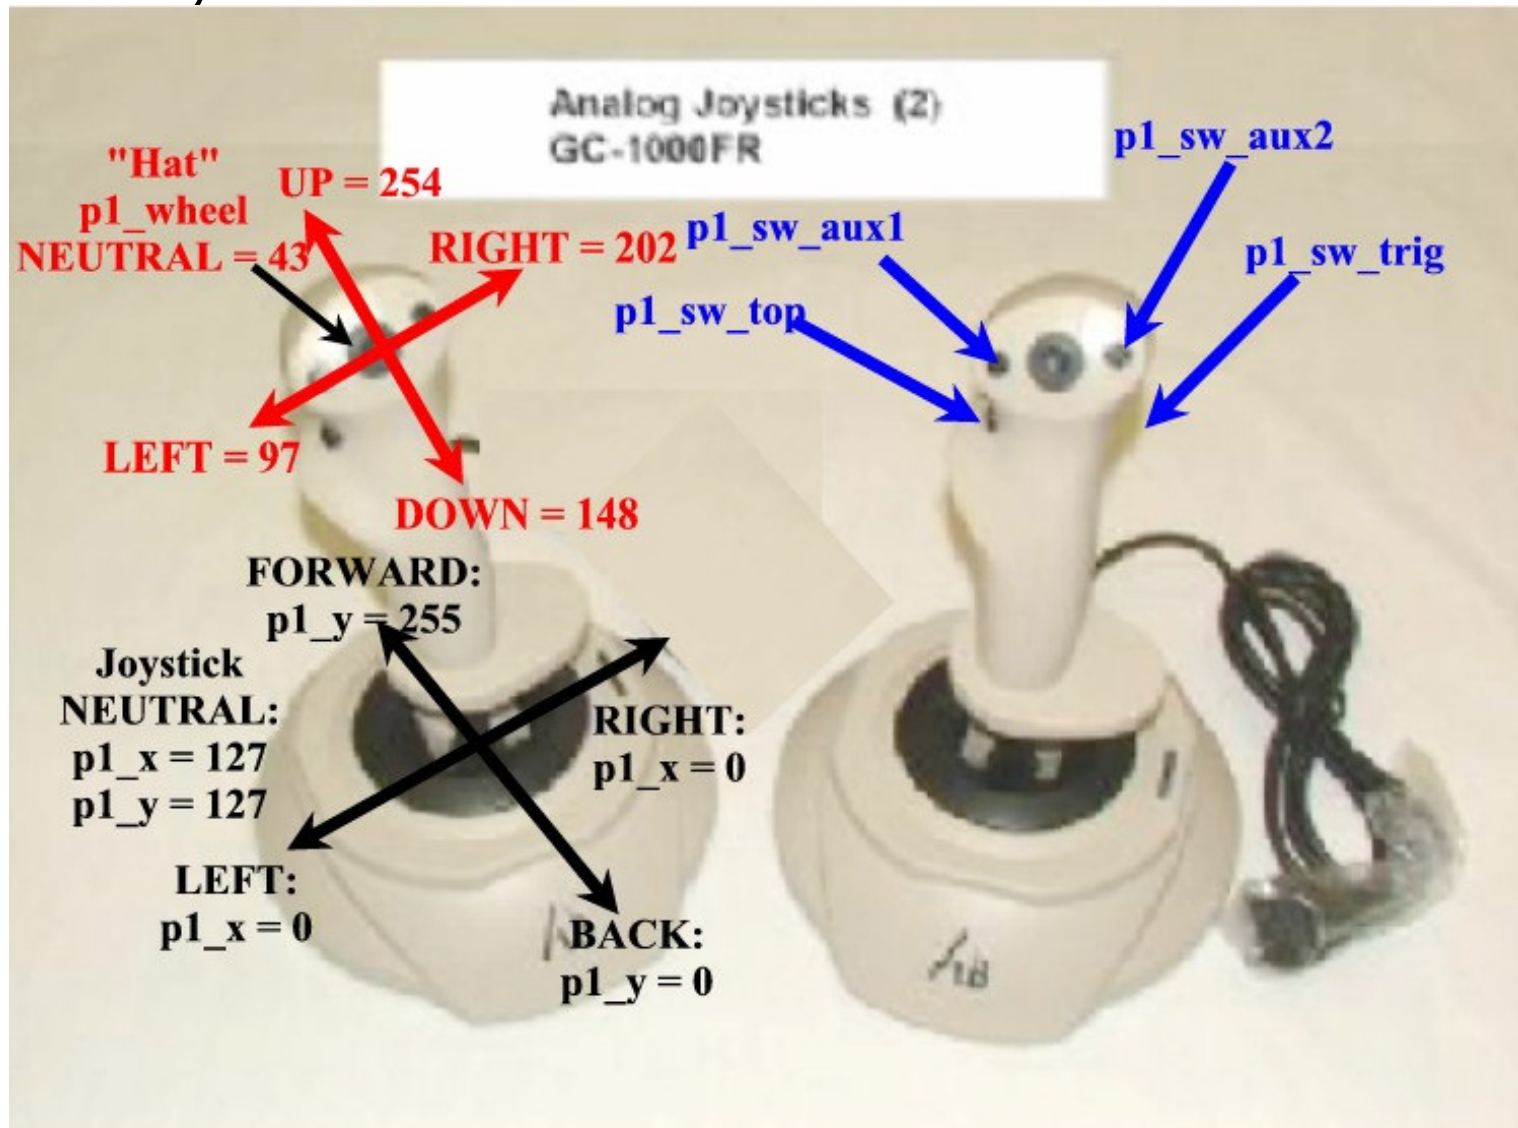 Analog Joysticks (2)
GC-1000FR
"Hat"
p1_wheel
NEUTRAL = 43
UP = 254
RIGHT = 202
LEFT = 97
DOWN = 148
p1_sw_aux1
p1_sw_aux2
p1_sw_top
p1_sw_trig
FORWARD:
p1_y = 255
Joystick
NEUTRAL:
p1_x = 127
p1_y = 127
RIGHT:
p1_x = 0
LEFT:
p1_x = 0
BACK:
p1_y = 0